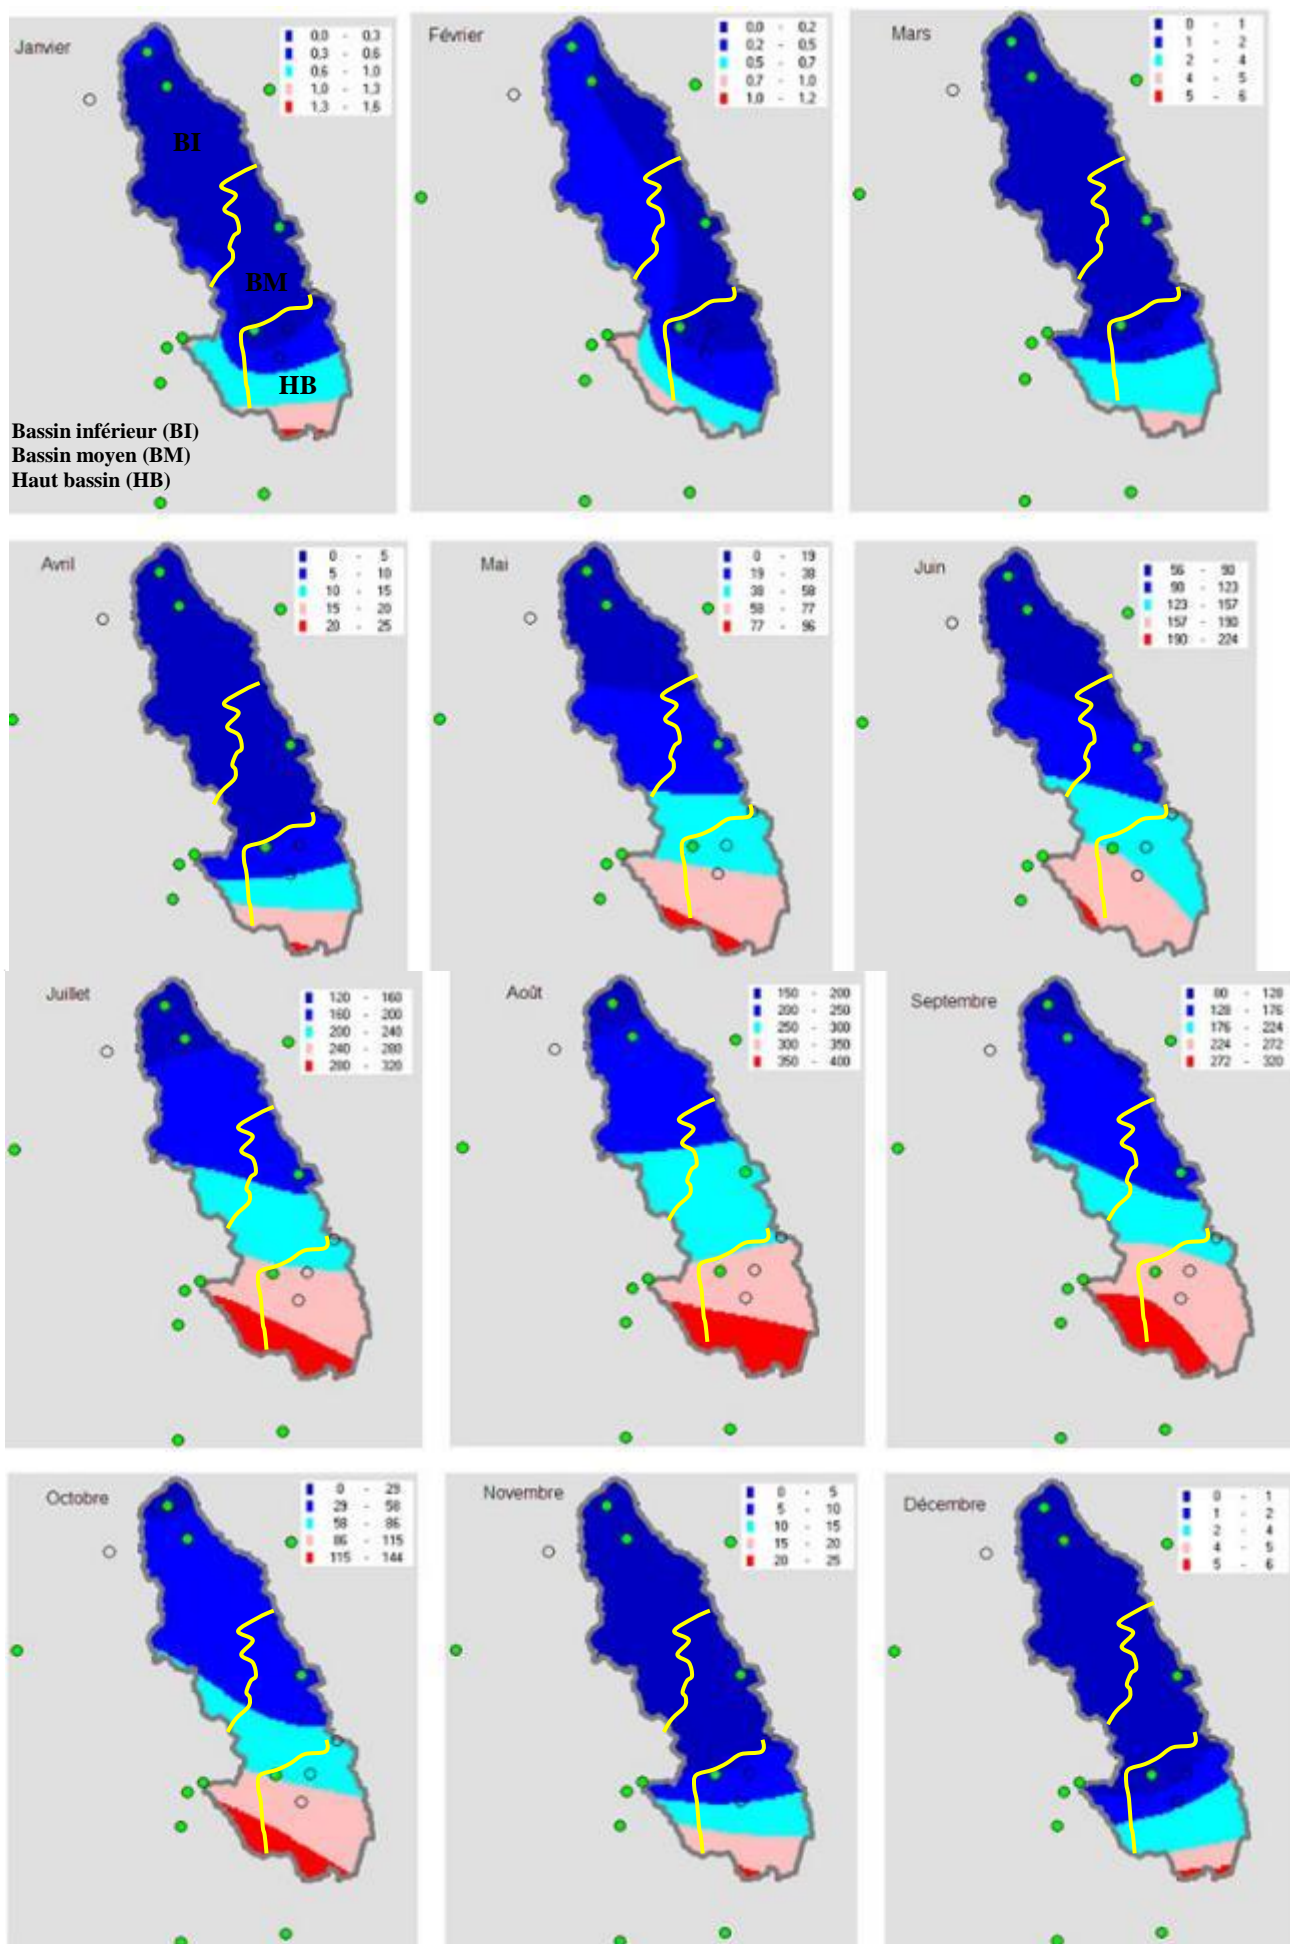 Janvier
0.0 - 0.3
0.3 - 0.6
0.6 - 1.0
1.0 - 1.3
1.3 - 1.6
BI
BM
HB
Bassin inférieur (BI)
Bassin moyen (BM)
Haut bassin (HB)
Février
0.0 - 0.2
0.2 - 0.5
0.5 - 0.7
0.7 - 1.0
1.0 - 1.2
Mars
0 - 1
1 - 2
2 - 4
4 - 5
5 - 6
Avril
0 - 5
5 - 10
10 - 15
15 - 20
20 - 25
Mai
0 - 19
19 - 38
38 - 58
58 - 77
77 - 96
Juin
56 - 90
90 - 123
123 - 157
157 - 190
190 - 224
Juillet
120 - 160
160 - 200
200 - 240
240 - 280
280 - 320
Août
150 - 200
200 - 250
250 - 300
300 - 350
350 - 400
Septembre
80 - 128
128 - 176
176 - 224
224 - 272
272 - 320
Octobre
0 - 29
29 - 58
58 - 86
86 - 115
115 - 144
Novembre
0 - 5
5 - 10
10 - 15
15 - 20
20 - 25
Décembre
0 - 1
1 - 2
2 - 4
4 - 5
5 - 6